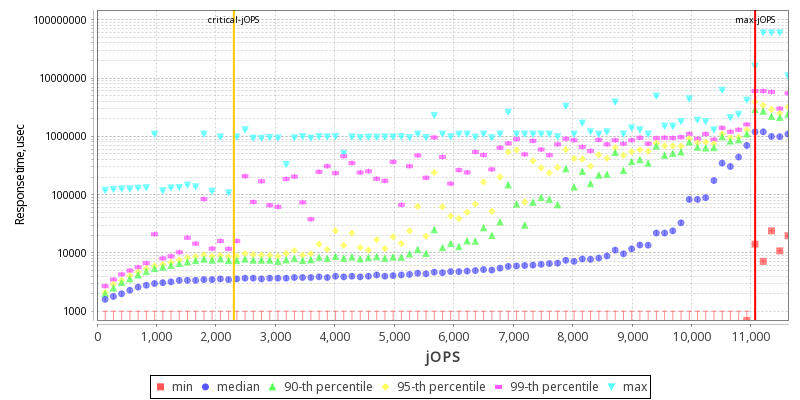 critical-jOPS max-jOPS
100000000
10000000
1000000
100000
10000
1000
Response time, usec
0 1,000 2,000 3,000 4,000 5,000 6,000 7,000 8,000 9,000 10,000 11,000
jOPS
min median 90-th percentile 95-th percentile 99-th percentile max